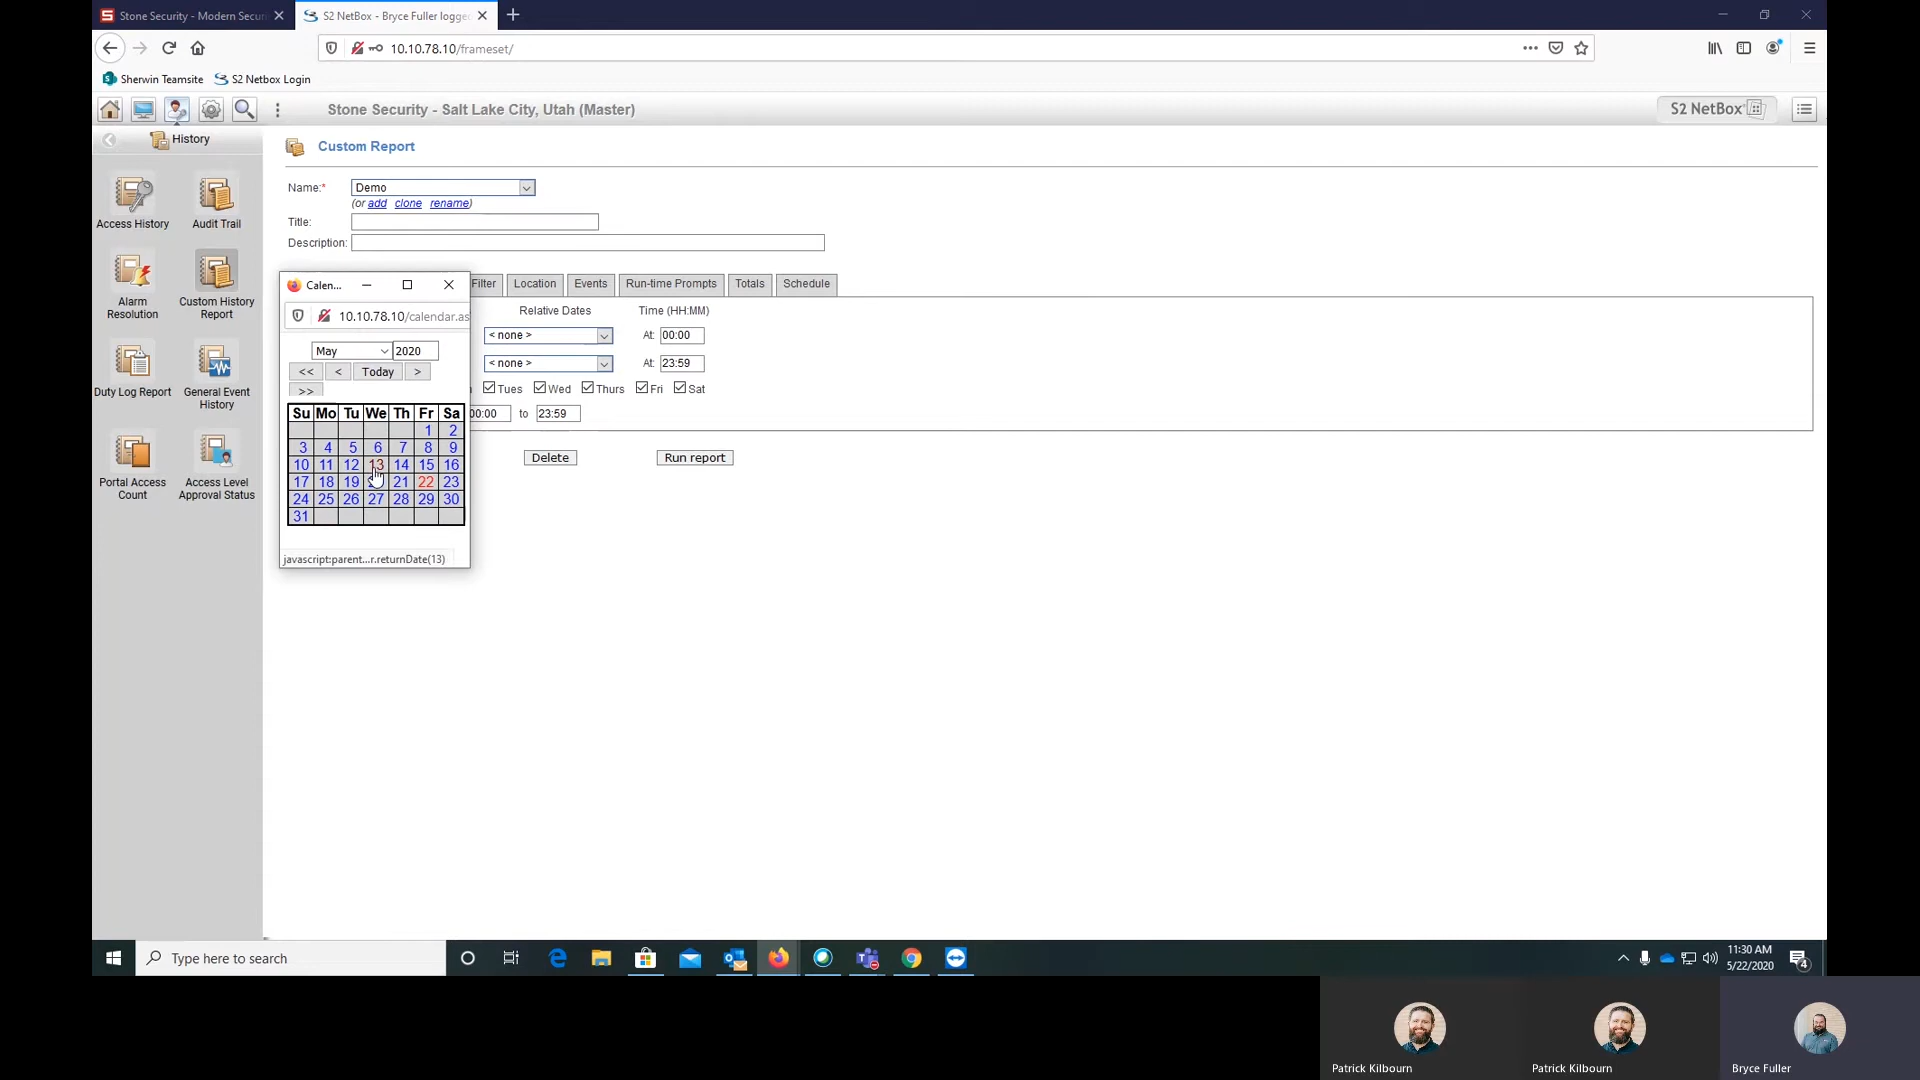 Stone Security - Modern Securi
S2 NetBox - Bryce Fuller logge
10.10.78.10/frameset/
Sherwin Teamsite
S2 Netbox Login
Stone Security - Salt Lake City, Utah (Master)
S2 NetBox
History
Custom Report
Access History
Audit Trail
Alarm Resolution
Custom History Report
Duty Log Report
General Event History
Portal Access Count
Access Level Approval Status
Name:* Demo
(or add clone rename)
Title:
Description:
Filter Location Events Run-time Prompts Totals Schedule
Relative Dates Time (HH:MM)
< none > At: 00:00
< none > At: 23:59
Tues Wed Thurs Fri Sat
00:00 to 23:59
Delete Run report
Calen...
10.10.78.10/calendar.as
May 2020
<< < Today >
>>
Su Mo Tu We Th Fr Sa
1 2
3 4 5 6 7 8 9
10 11 12 13 14 15 16
17 18 19 21 22 23
24 25 26 27 28 29 30
31
javascript:parent...r.returnDate(13)
Type here to search
11:30 AM
5/22/2020
4
Patrick Kilbourn
Patrick Kilbourn
Bryce Fuller